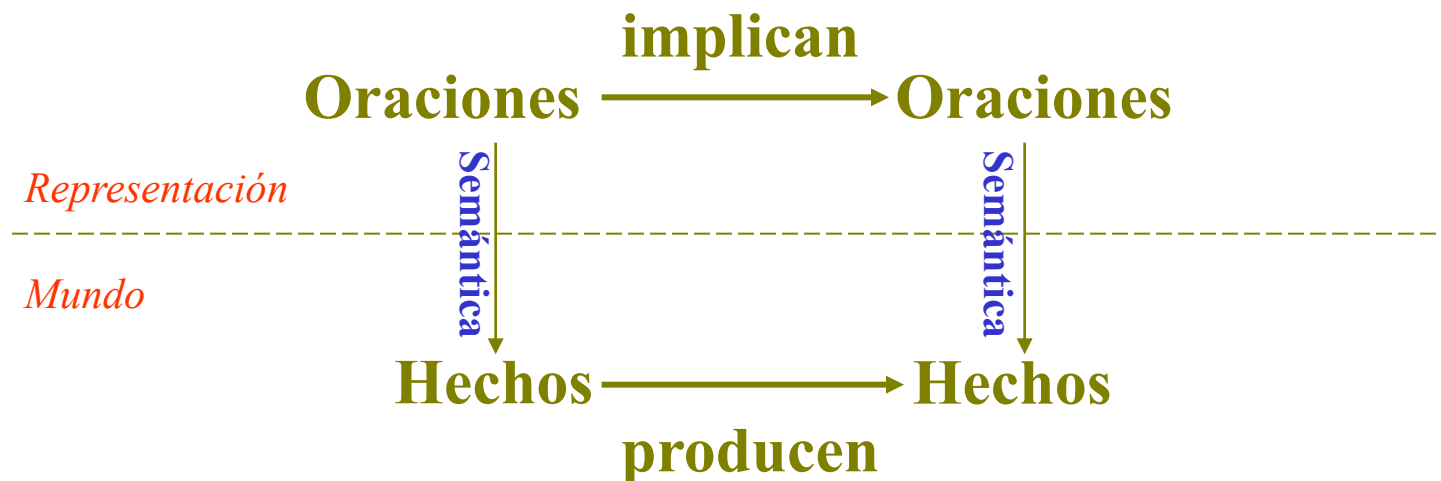 implican
Oraciones Oraciones
Semántica Semántica
Representación
Mundo
Hechos Hechos
producen